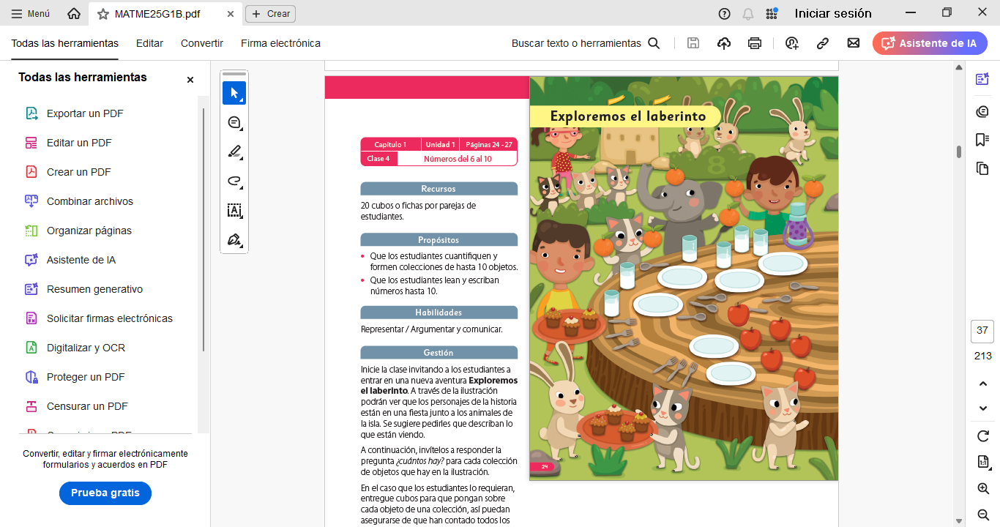 Menú
MATME25G1B.pdf
Crear
Iniciar sesión
Todas las herramientas
Editar
Convertir
Firma electrónica
Buscar texto o herramientas
Asistente de IA
Todas las herramientas
Exportar un PDF
Editar un PDF
Crear un PDF
Combinar archivos
Organizar páginas
Asistente de IA
Resumen generativo
Solicitar firmas electrónicas
Digitalizar y OCR
Proteger un PDF
Censurar un PDF
Convertir, editar y firmar electrónicamente
formularios y acuerdos en PDF
Prueba gratis
Capítulo 1 Unidad 1 Páginas 24 - 27
Clase 4 Números del 6 al 10
Recursos
20 cubos o fichas por parejas de
estudiantes.
Propósitos
• Que los estudiantes cuantifiquen y
formen colecciones de hasta 10 objetos.
• Que los estudiantes lean y escriban
números hasta 10.
Habilidades
Representar / Argumentar y comunicar.
Gestión
Inicie la clase invitando a los estudiantes a
entrar en una nueva aventura Exploremos
el laberinto. A través de la ilustración
podrán ver que los personajes de la historia
están en una fiesta junto a los animales de
la isla. Se sugiere pedirles que describan lo
que están viendo.
A continuación, invítelos a responder la
pregunta ¿cuántos hay? para cada colección
de objetos que hay en la ilustración.
En el caso que los estudiantes lo requieran,
entregue cubos para que pongan sobre
cada objeto de una colección, así puedan
asegurarse de que han contado todos los
Exploremos el laberinto
8
24
37
213
1:1